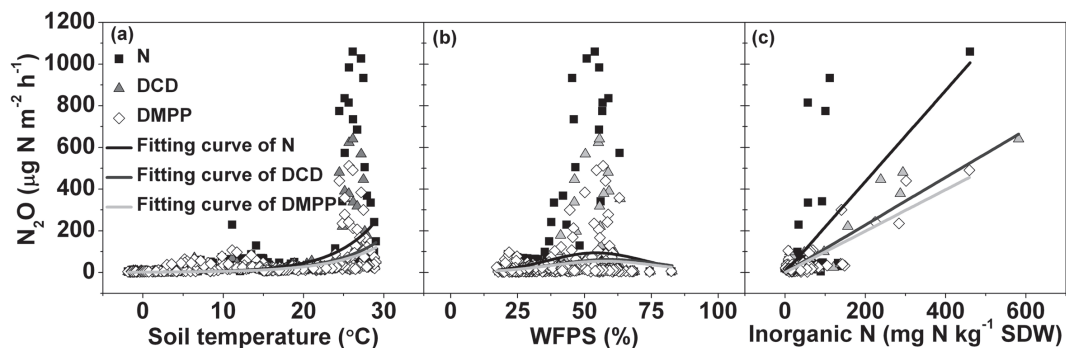 1200
1000
800
600
400
200
0
N₂O (μg N m⁻² h⁻¹)
(a)
N
DCD
DMPP
Fitting curve of N
Fitting curve of DCD
Fitting curve of DMPP
0 10 20 30
Soil temperature (°C)
(b)
0 25 50 75 100
WFPS (%)
(c)
0 200 400 600
Inorganic N (mg N kg⁻¹ SDW)